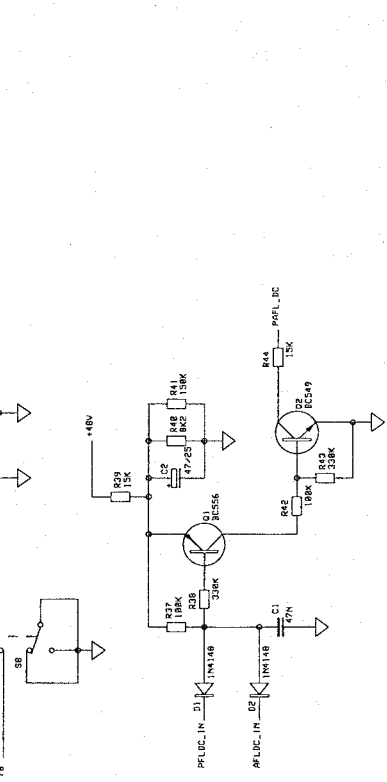 S8
+48V
R39
15K
C2
47/25
R40
8K2
R41
150K
R37
100K
R38
330K
Q1
BC556
PFLDC_IN
D1
1N4148
AFLDC_IN
D2
1N4148
C1
47N
R42
100K
R43
330K
Q2
BC549
R44
15K
PAFL_DC